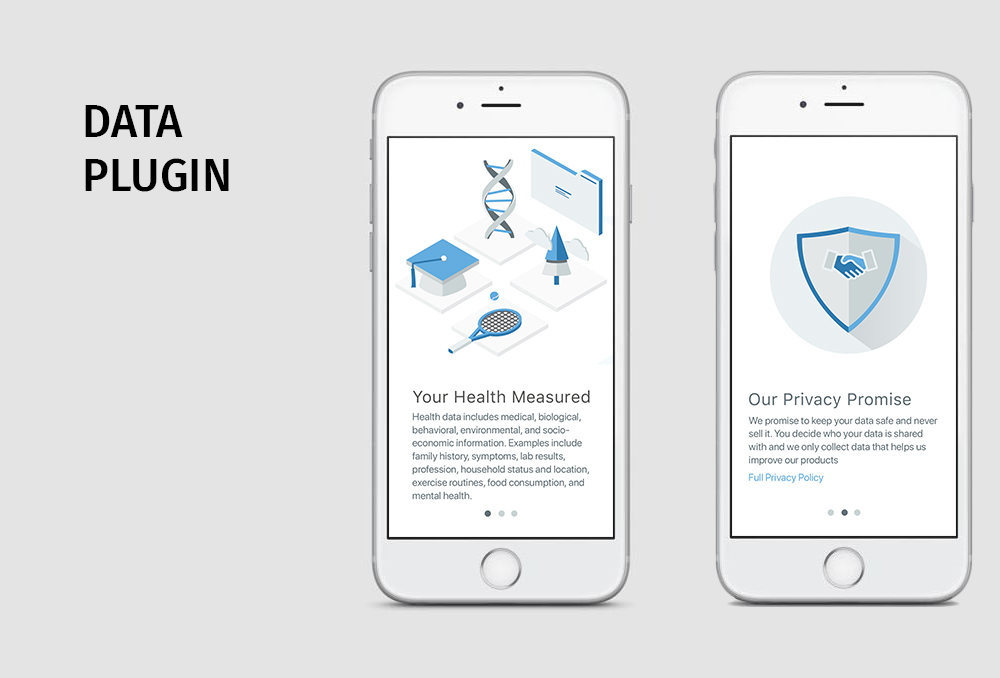 DATA
PLUGIN
Your Health Measured
Health data includes medical, biological,
behavioral, environmental, and socio-
economic information. Examples include
family history, symptoms, lab results,
profession, household status and location,
exercise routines, food consumption, and
mental health.
Our Privacy Promise
We promise to keep your data safe and never
sell it. You decide who your data is shared
with and we only collect data that helps us
improve our products
Full Privacy Policy